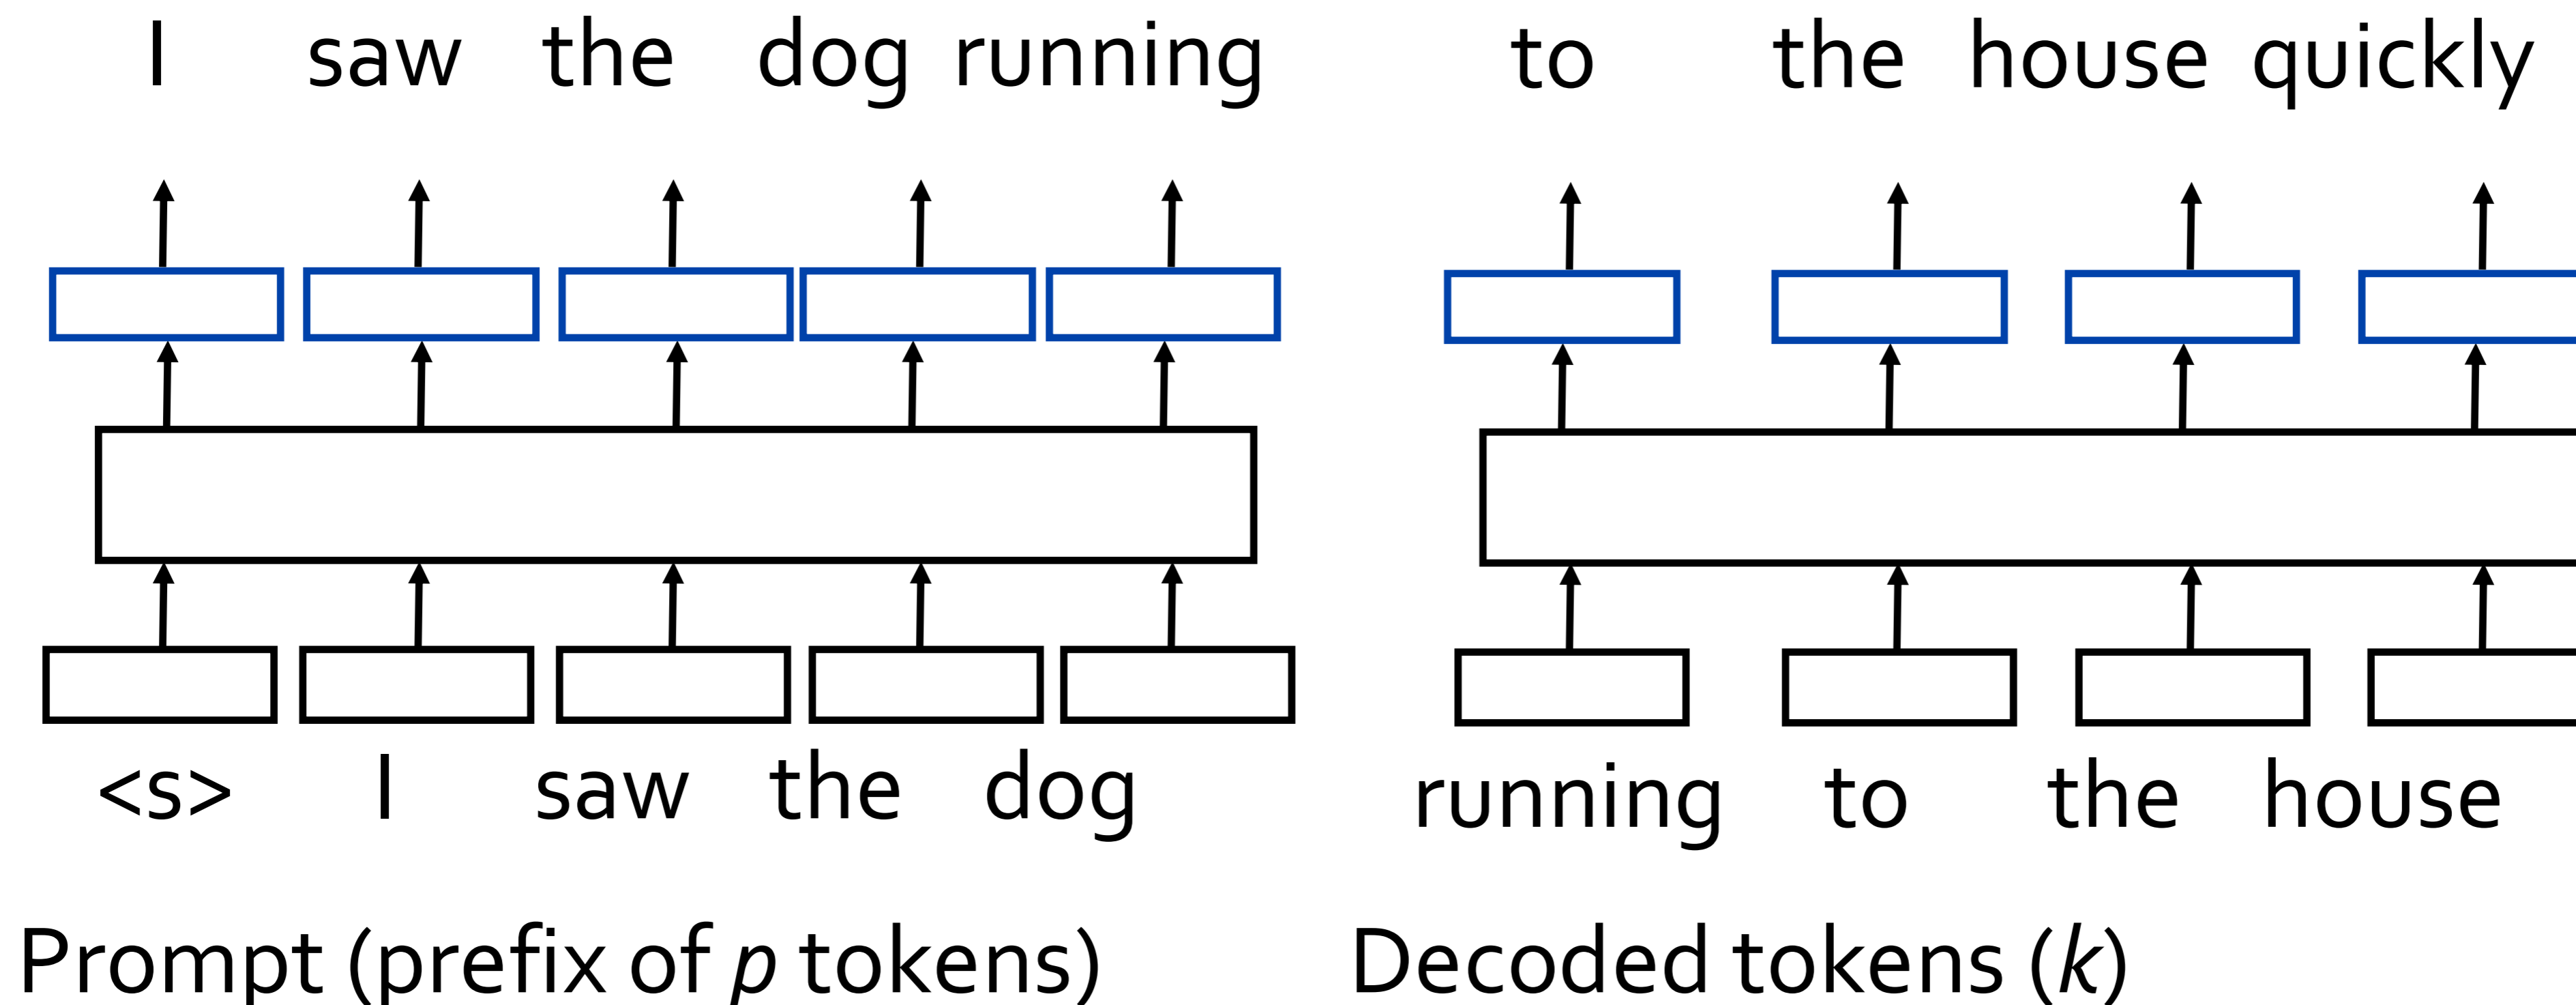 I saw the dog running to the house quickly
<s> I saw the dog running to the house
Prompt (prefix of p tokens) Decoded tokens (k)